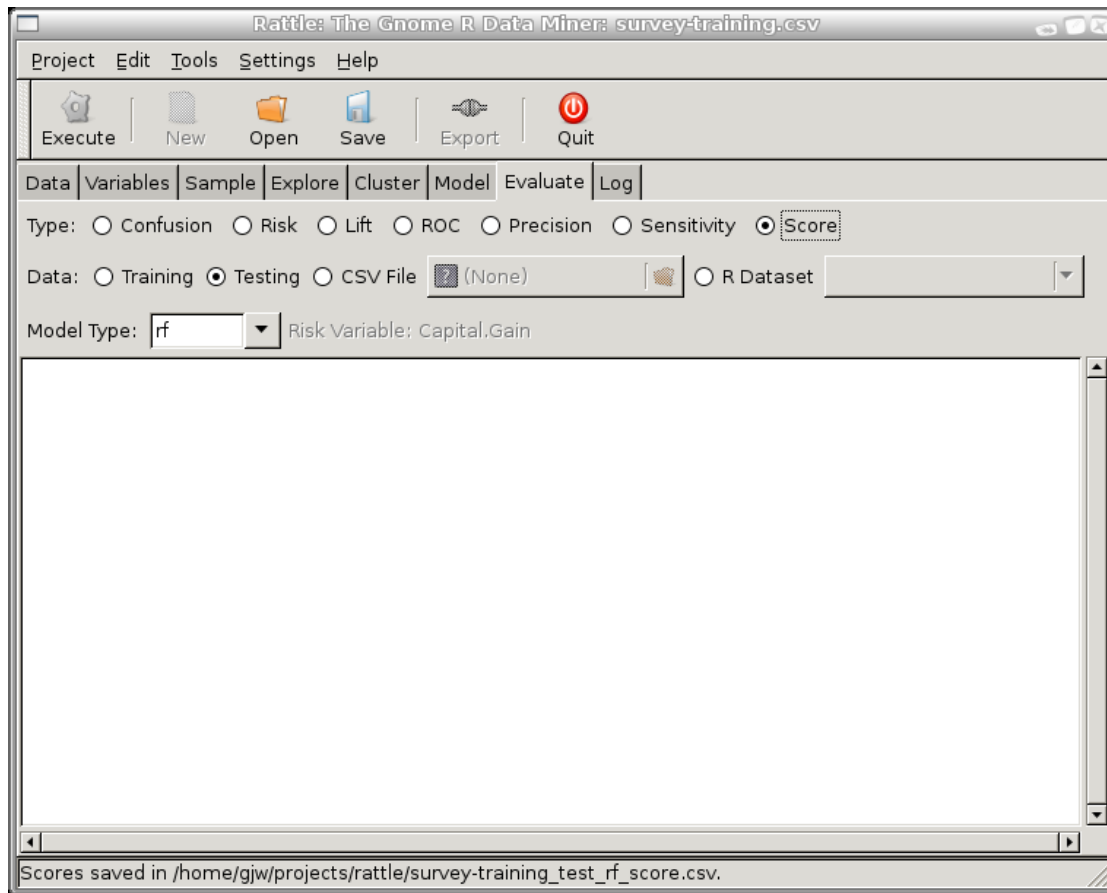 Rattle: The Gnome R Data Miner: survey-training.csv
Project Edit Tools Settings Help
Execute New Open Save Export Quit
Data Variables Sample Explore Cluster Model Evaluate Log
Type: Confusion Risk Lift ROC Precision Sensitivity Score
Data: Training Testing CSV File ? (None) R Dataset
Model Type: rf Risk Variable: Capital.Gain
Scores saved in /home/gjw/projects/rattle/survey-training_test_rf_score.csv.